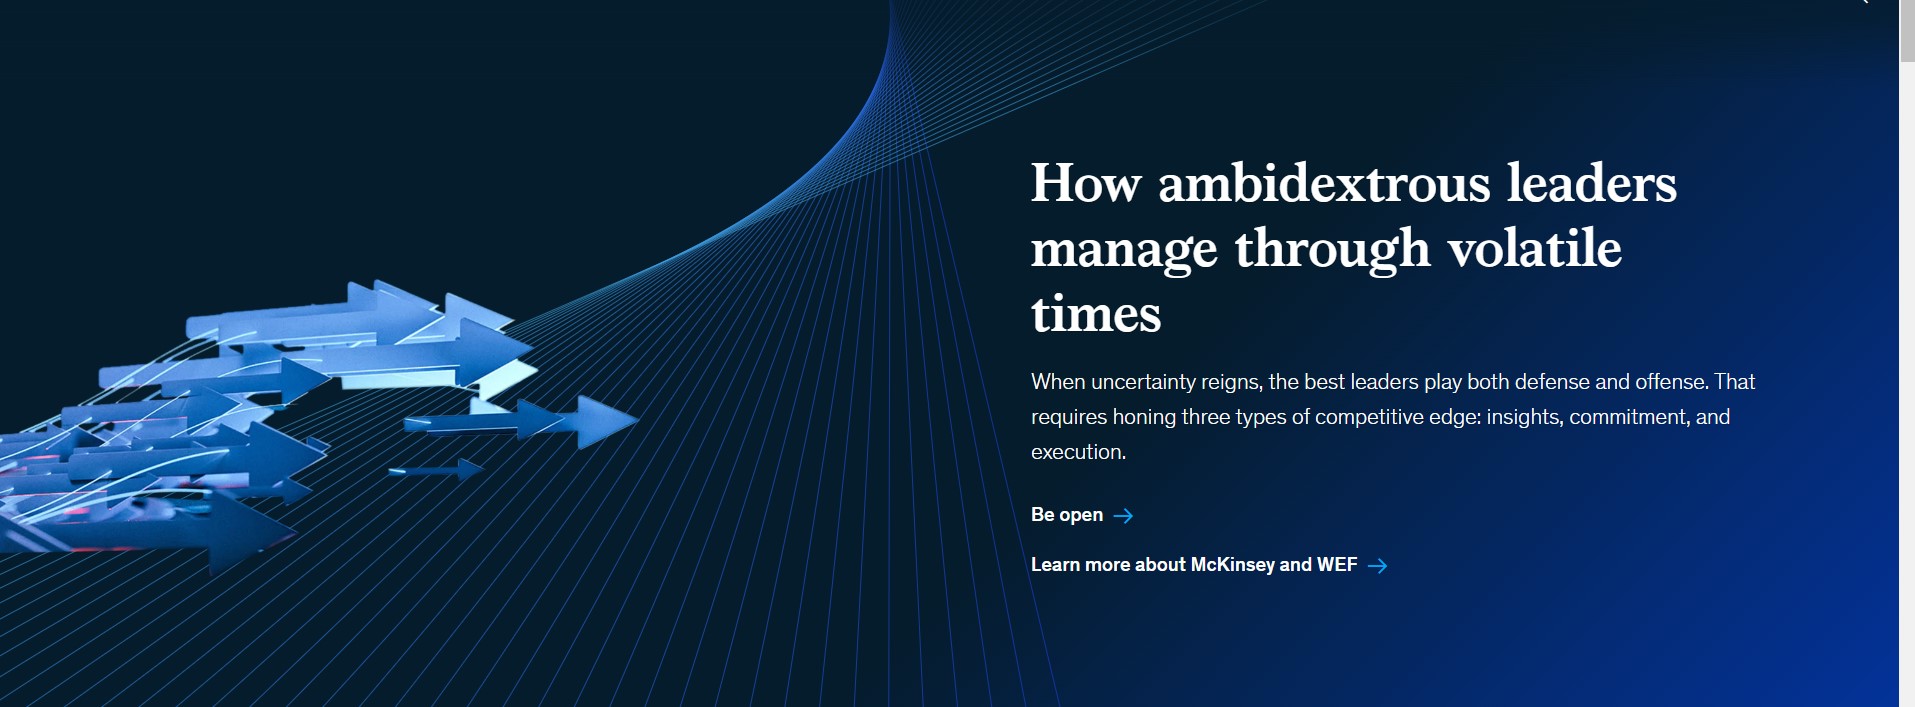 How ambidextrous leaders
manage through volatile
times
When uncertainty reigns, the best leaders play both defense and offense. That
requires honing three types of competitive edge: insights, commitment, and
execution.
Be open
Learn more about McKinsey and WEF